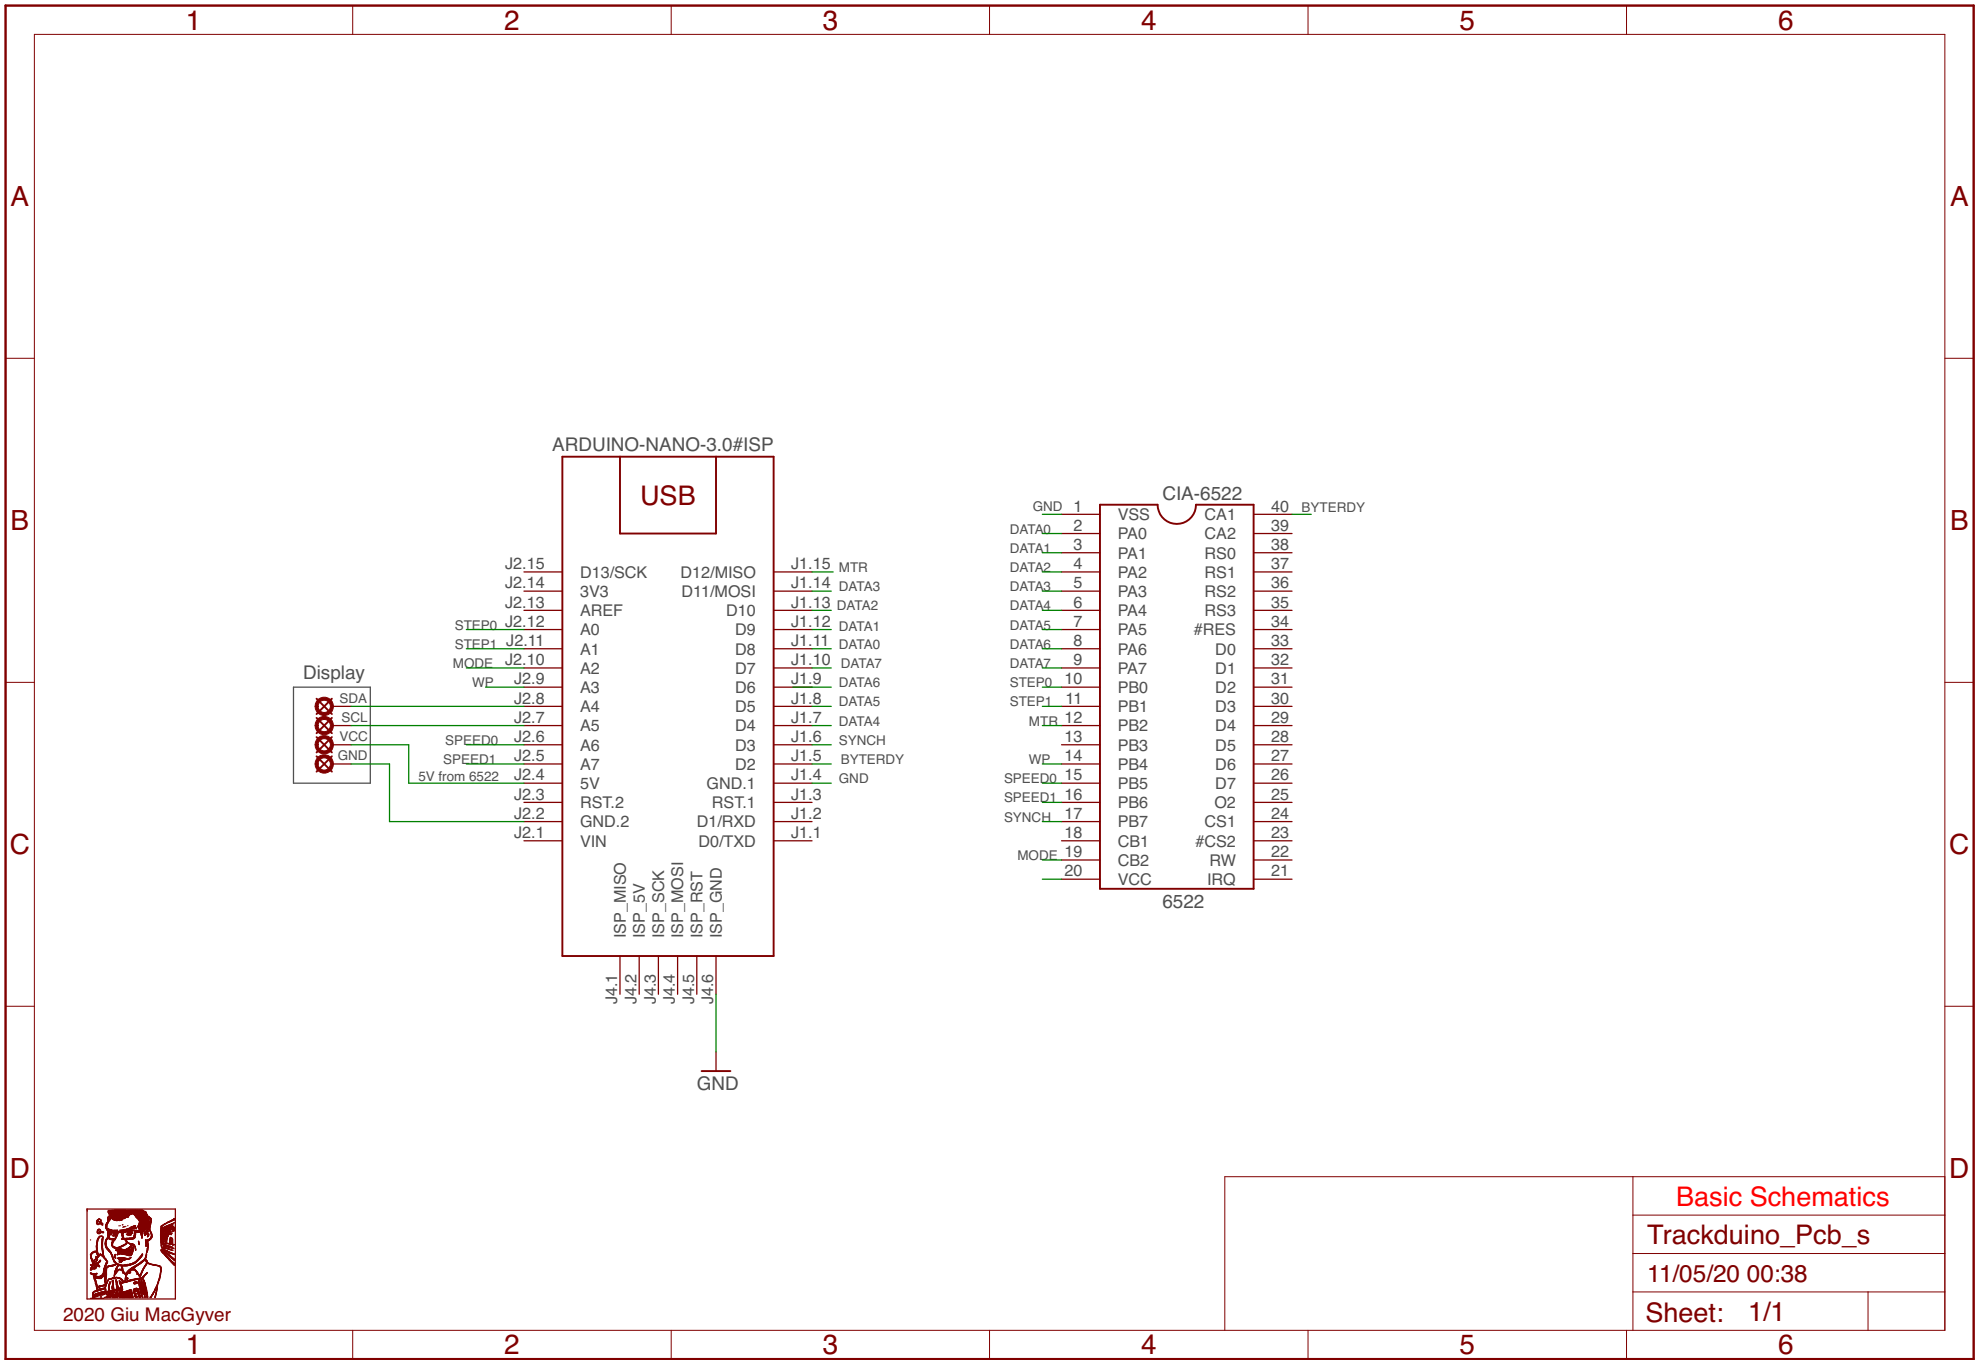 1 2 3 4 5 6
A A
B B
C C
D D
ARDUINO-NANO-3.0#ISP
USB
J2.15 D13/SCK D12/MISO J1.15 MTR
J2.14 3V3 D11/MOSI J1.14 DATA3
J2.13 AREF D10 J1.13 DATA2
STEP0 J2.12 A0 D9 J1.12 DATA1
STEP1 J2.11 A1 D8 J1.11 DATA0
MODE J2.10 A2 D7 J1.10 DATA7
WP J2.9 A3 D6 J1.9 DATA6
J2.8 A4 D5 J1.8 DATA5
J2.7 A5 D4 J1.7 DATA4
SPEED0 J2.6 A6 D3 J1.6 SYNCH
SPEED1 J2.5 A7 D2 J1.5 BYTERDY
5V from 6522 J2.4 5V GND.1 J1.4 GND
J2.3 RST.2 RST.1 J1.3
J2.2 GND.2 D1/RXD J1.2
J2.1 VIN D0/TXD J1.1
ISP_MISO
ISP_5V
ISP_SCK
ISP_MOSI
ISP_RST
ISP_GND
J4.1
J4.2
J4.3
J4.4
J4.5
J4.6
GND
Display
SDA
SCL
VCC
GND
CIA-6522
GND 1 VSS CA1 40 BYTERDY
DATA0 2 PA0 CA2 39
DATA1 3 PA1 RS0 38
DATA2 4 PA2 RS1 37
DATA3 5 PA3 RS2 36
DATA4 6 PA4 RS3 35
DATA5 7 PA5 #RES 34
DATA6 8 PA6 D0 33
DATA7 9 PA7 D1 32
STEP0 10 PB0 D2 31
STEP1 11 PB1 D3 30
MTR 12 PB2 D4 29
13 PB3 D5 28
WP 14 PB4 D6 27
SPEED0 15 PB5 D7 26
SPEED1 16 PB6 O2 25
SYNCH 17 PB7 CS1 24
18 CB1 #CS2 23
MODE 19 CB2 RW 22
20 VCC IRQ 21
6522
2020 Giu MacGyver
Basic Schematics
Trackduino_Pcb_s
11/05/20 00:38
Sheet: 1/1
1 2 3 4 5 6